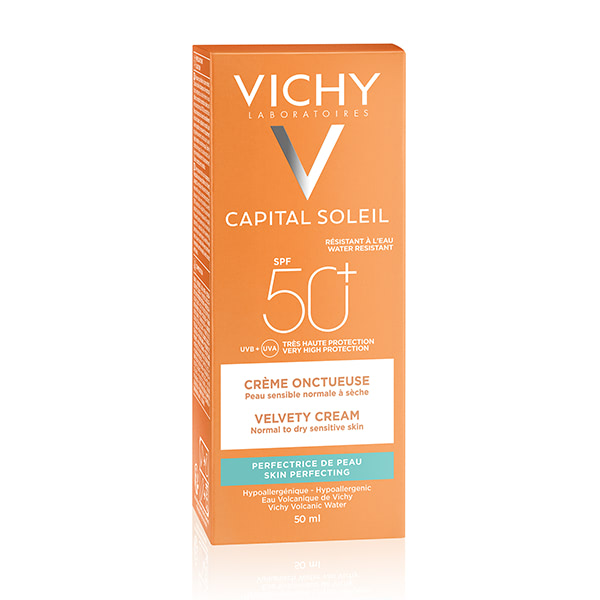 VICHY
LABORATOIRES
CAPITAL SOLEIL
RÉSISTANT À L'EAU
WATER RESISTANT
SPF
50+
UVB + UVA
TRÈS HAUTE PROTECTION
VERY HIGH PROTECTION
CRÈME ONCTUEUSE
Peau sensible normale à sèche
VELVETY CREAM
Normal to dry sensitive skin
PERFECTRICE DE PEAU
SKIN PERFECTING
Hypoallergénique - Hypoallergenic
Eau Volcanique de Vichy
Vichy Volcanic Water
50 ml